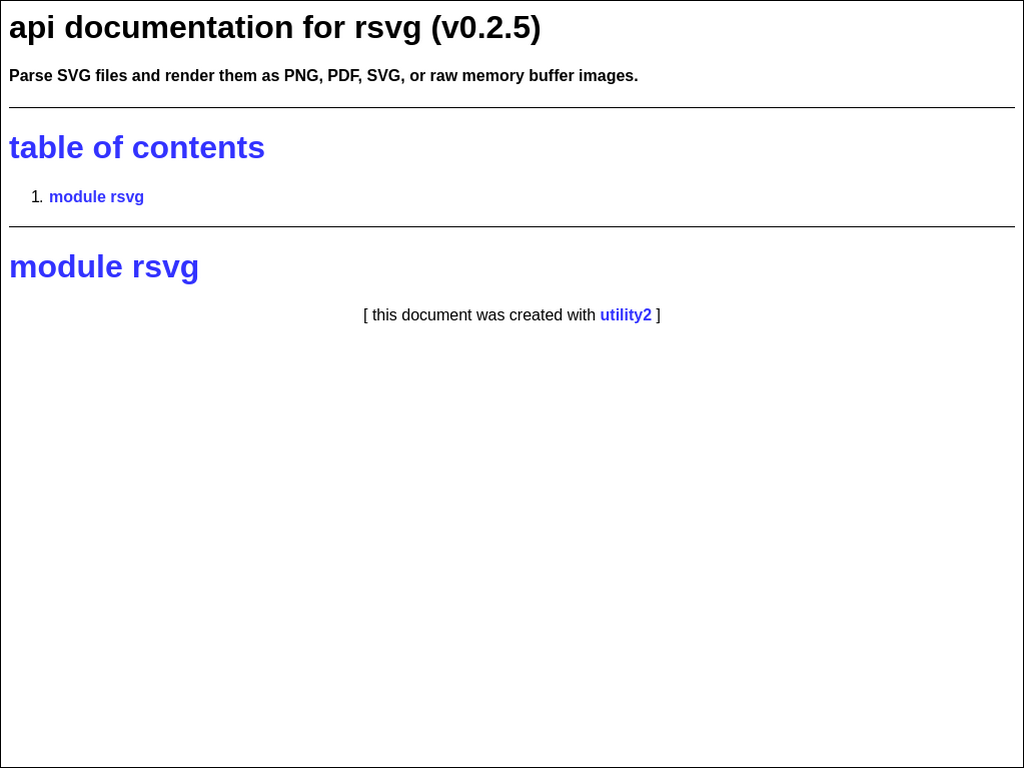 api documentation for rsvg (v0.2.5)
Parse SVG files and render them as PNG, PDF, SVG, or raw memory buffer images.
table of contents
1. module rsvg
module rsvg
[ this document was created with utility2 ]